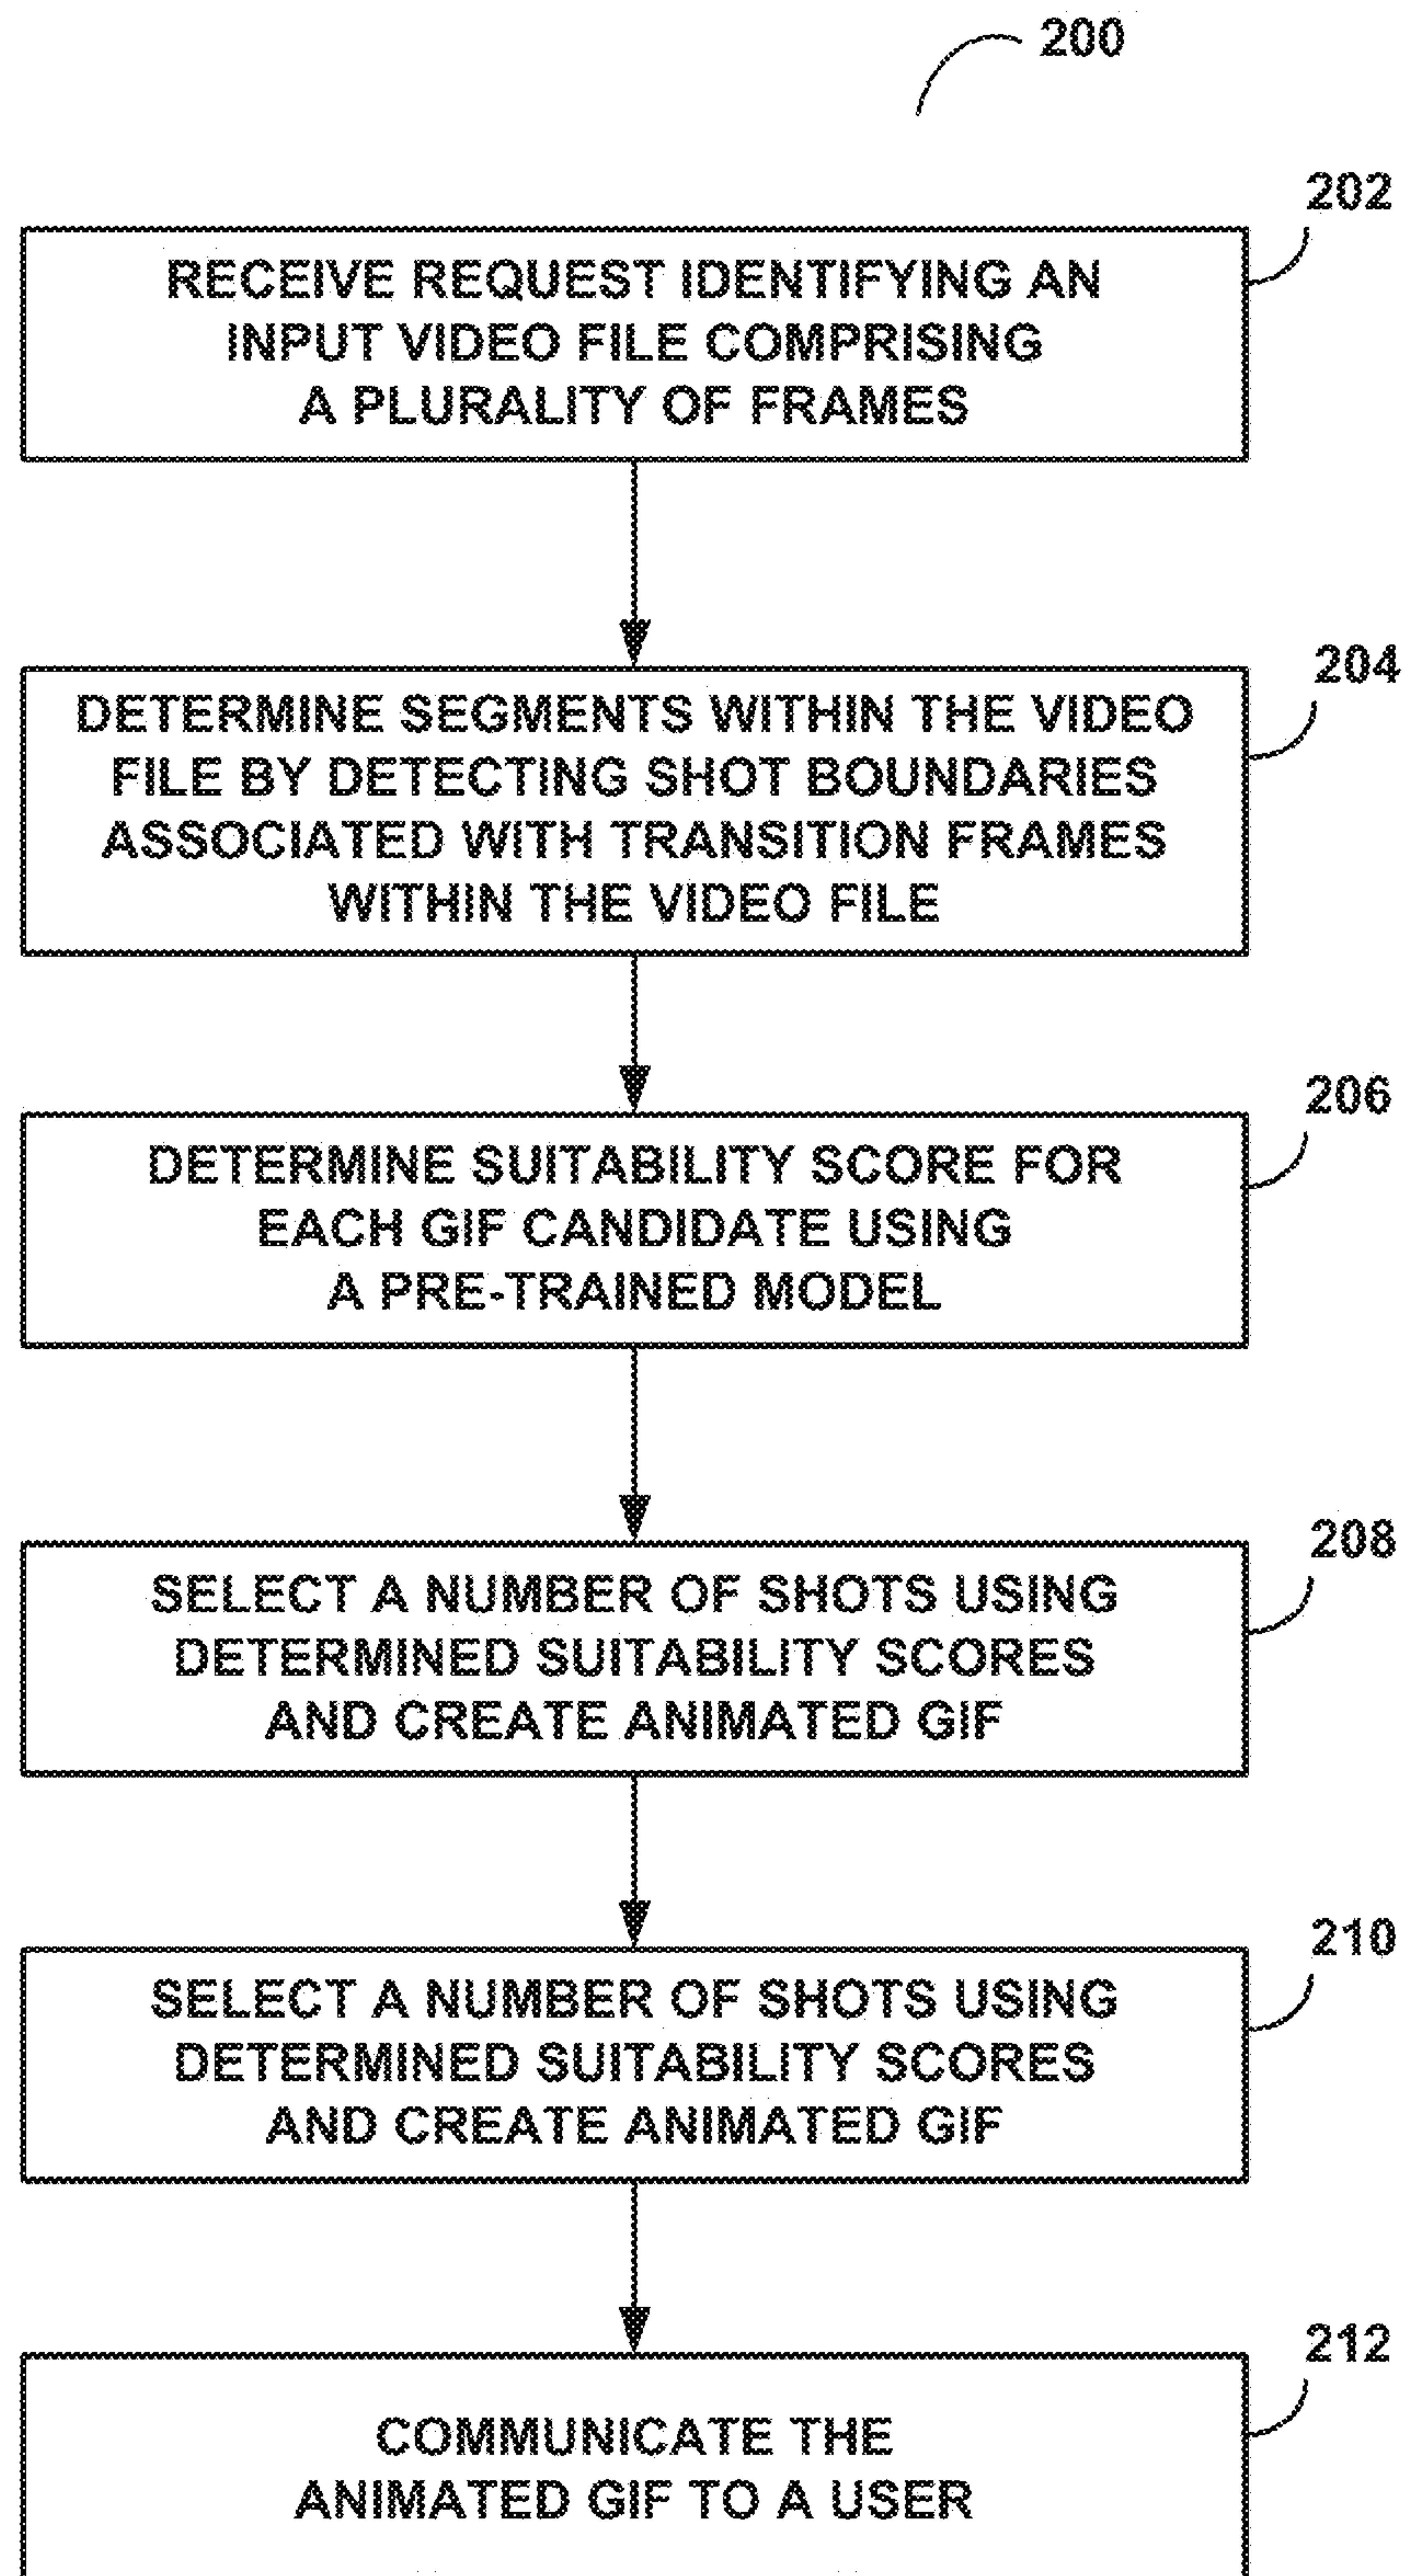 200
202
RECEIVE REQUEST IDENTIFYING AN
INPUT VIDEO FILE COMPRISING
A PLURALITY OF FRAMES
204
DETERMINE SEGMENTS WITHIN THE VIDEO
FILE BY DETECTING SHOT BOUNDARIES
ASSOCIATED WITH TRANSITION FRAMES
WITHIN THE VIDEO FILE
206
DETERMINE SUITABILITY SCORE FOR
EACH GIF CANDIDATE USING
A PRE-TRAINED MODEL
208
SELECT A NUMBER OF SHOTS USING
DETERMINED SUITABILITY SCORES
AND CREATE ANIMATED GIF
210
SELECT A NUMBER OF SHOTS USING
DETERMINED SUITABILITY SCORES
AND CREATE ANIMATED GIF
212
COMMUNICATE THE
ANIMATED GIF TO A USER